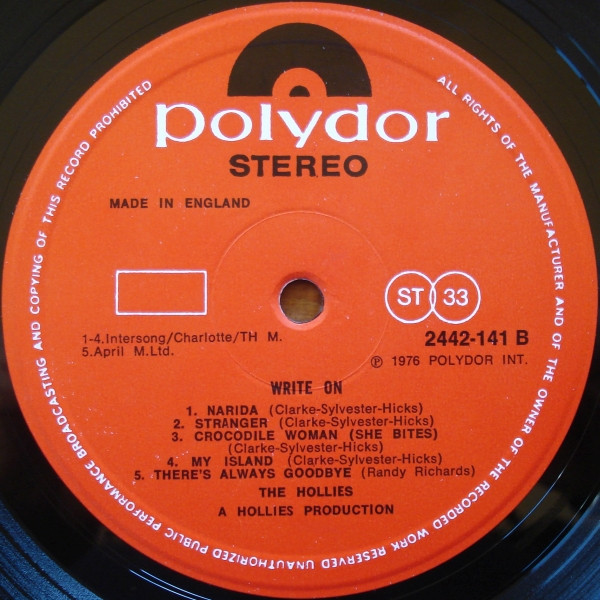 polydor
STEREO
MADE IN ENGLAND
ST 33
1-4.Intersong/Charlotte/TH M.
5.April M.Ltd.
2442-141 B
℗ 1976 POLYDOR INT.
WRITE ON
1. NARIDA (Clarke-Sylvester-Hicks)
2. STRANGER (Clarke-Sylvester-Hicks)
3. CROCODILE WOMAN (SHE BITES)
(Clarke-Sylvester-Hicks)
4. MY ISLAND (Clarke-Sylvester-Hicks)
5. THERE'S ALWAYS GOODBYE (Randy Richards)
THE HOLLIES
A HOLLIES PRODUCTION
ALL RIGHTS OF THE MANUFACTURER AND OF THE OWNER OF THE RECORDED WORK RESERVED UNAUTHORIZED PUBLIC PERFORMANCE BROADCASTING AND COPYING OF THIS RECORD PROHIBITED